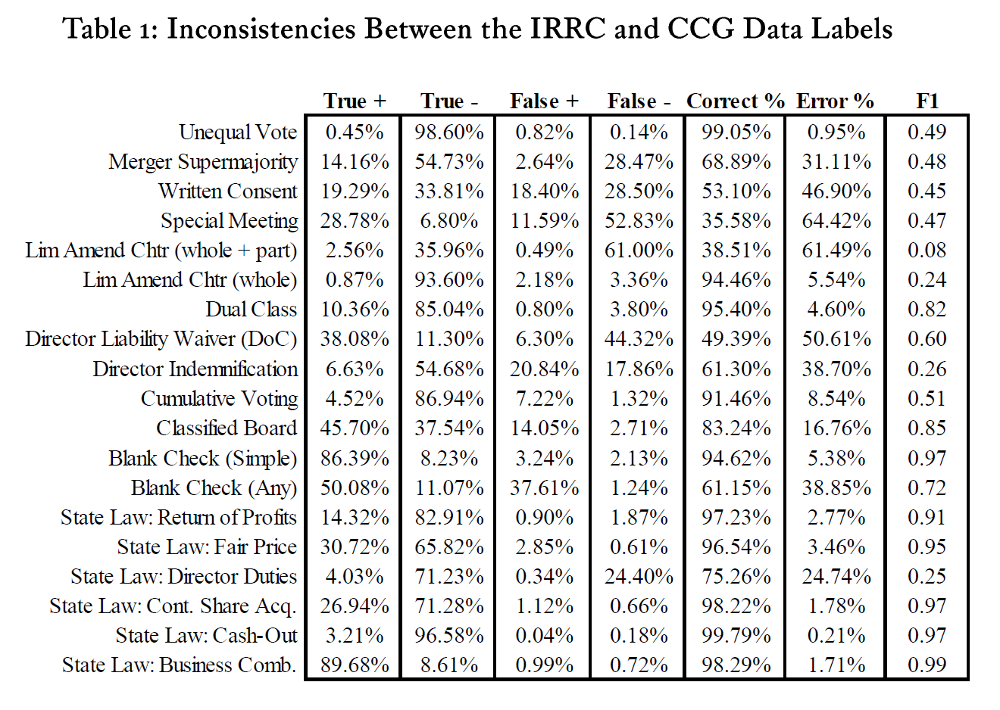 Table 1: Inconsistencies Between the IRRC and CCG Data Labels
True + True - False + False - Correct % Error % F1
Unequal Vote 0.45% 98.60% 0.82% 0.14% 99.05% 0.95% 0.49
Merger Supermajority 14.16% 54.73% 2.64% 28.47% 68.89% 31.11% 0.48
Written Consent 19.29% 33.81% 18.40% 28.50% 53.10% 46.90% 0.45
Special Meeting 28.78% 6.80% 11.59% 52.83% 35.58% 64.42% 0.47
Lim Amend Chtr (whole + part) 2.56% 35.96% 0.49% 61.00% 38.51% 61.49% 0.08
Lim Amend Chtr (whole) 0.87% 93.60% 2.18% 3.36% 94.46% 5.54% 0.24
Dual Class 10.36% 85.04% 0.80% 3.80% 95.40% 4.60% 0.82
Director Liability Waiver (DoC) 38.08% 11.30% 6.30% 44.32% 49.39% 50.61% 0.60
Director Indemnification 6.63% 54.68% 20.84% 17.86% 61.30% 38.70% 0.26
Cumulative Voting 4.52% 86.94% 7.22% 1.32% 91.46% 8.54% 0.51
Classified Board 45.70% 37.54% 14.05% 2.71% 83.24% 16.76% 0.85
Blank Check (Simple) 86.39% 8.23% 3.24% 2.13% 94.62% 5.38% 0.97
Blank Check (Any) 50.08% 11.07% 37.61% 1.24% 61.15% 38.85% 0.72
State Law: Return of Profits 14.32% 82.91% 0.90% 1.87% 97.23% 2.77% 0.91
State Law: Fair Price 30.72% 65.82% 2.85% 0.61% 96.54% 3.46% 0.95
State Law: Director Duties 4.03% 71.23% 0.34% 24.40% 75.26% 24.74% 0.25
State Law: Cont. Share Acq. 26.94% 71.28% 1.12% 0.66% 98.22% 1.78% 0.97
State Law: Cash-Out 3.21% 96.58% 0.04% 0.18% 99.79% 0.21% 0.97
State Law: Business Comb. 89.68% 8.61% 0.99% 0.72% 98.29% 1.71% 0.99